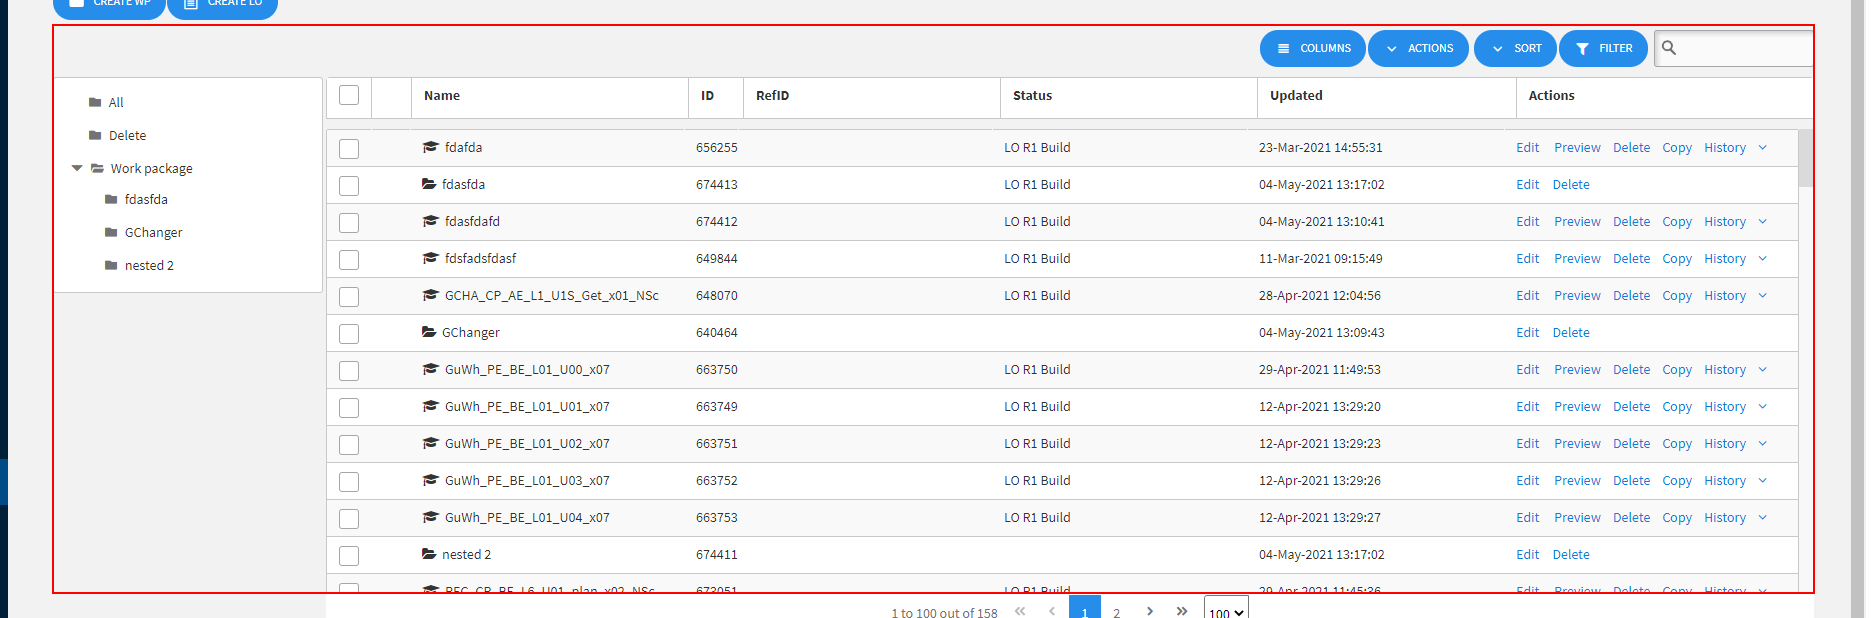 CREATE WP CREATE LO
COLUMNS ACTIONS SORT FILTER
All
Delete
Work package
fdasfda
GChanger
nested 2
Name ID RefID Status Updated Actions
fdafda 656255 LO R1 Build 23-Mar-2021 14:55:31 Edit Preview Delete Copy History
fdasfda 674413 LO R1 Build 04-May-2021 13:17:02 Edit Delete
fdasfdafd 674412 LO R1 Build 04-May-2021 13:10:41 Edit Preview Delete Copy History
fdsfadsfdasf 649844 LO R1 Build 11-Mar-2021 09:15:49 Edit Preview Delete Copy History
GCHA_CP_AE_L1_U1S_Get_x01_NSc 648070 LO R1 Build 28-Apr-2021 12:04:56 Edit Preview Delete Copy History
GChanger 640464 04-May-2021 13:09:43 Edit Delete
GuWh_PE_BE_L01_U00_x07 663750 LO R1 Build 29-Apr-2021 11:49:53 Edit Preview Delete Copy History
GuWh_PE_BE_L01_U01_x07 663749 LO R1 Build 12-Apr-2021 13:29:20 Edit Preview Delete Copy History
GuWh_PE_BE_L01_U02_x07 663751 LO R1 Build 12-Apr-2021 13:29:23 Edit Preview Delete Copy History
GuWh_PE_BE_L01_U03_x07 663752 LO R1 Build 12-Apr-2021 13:29:26 Edit Preview Delete Copy History
GuWh_PE_BE_L01_U04_x07 663753 LO R1 Build 12-Apr-2021 13:29:27 Edit Preview Delete Copy History
nested 2 674411 04-May-2021 13:17:02 Edit Delete
LO R1 Build 29-Apr-2021 11:45:36 Edit Preview Delete Copy History
1 to 100 out of 158 « ‹ 1 2 › » 100